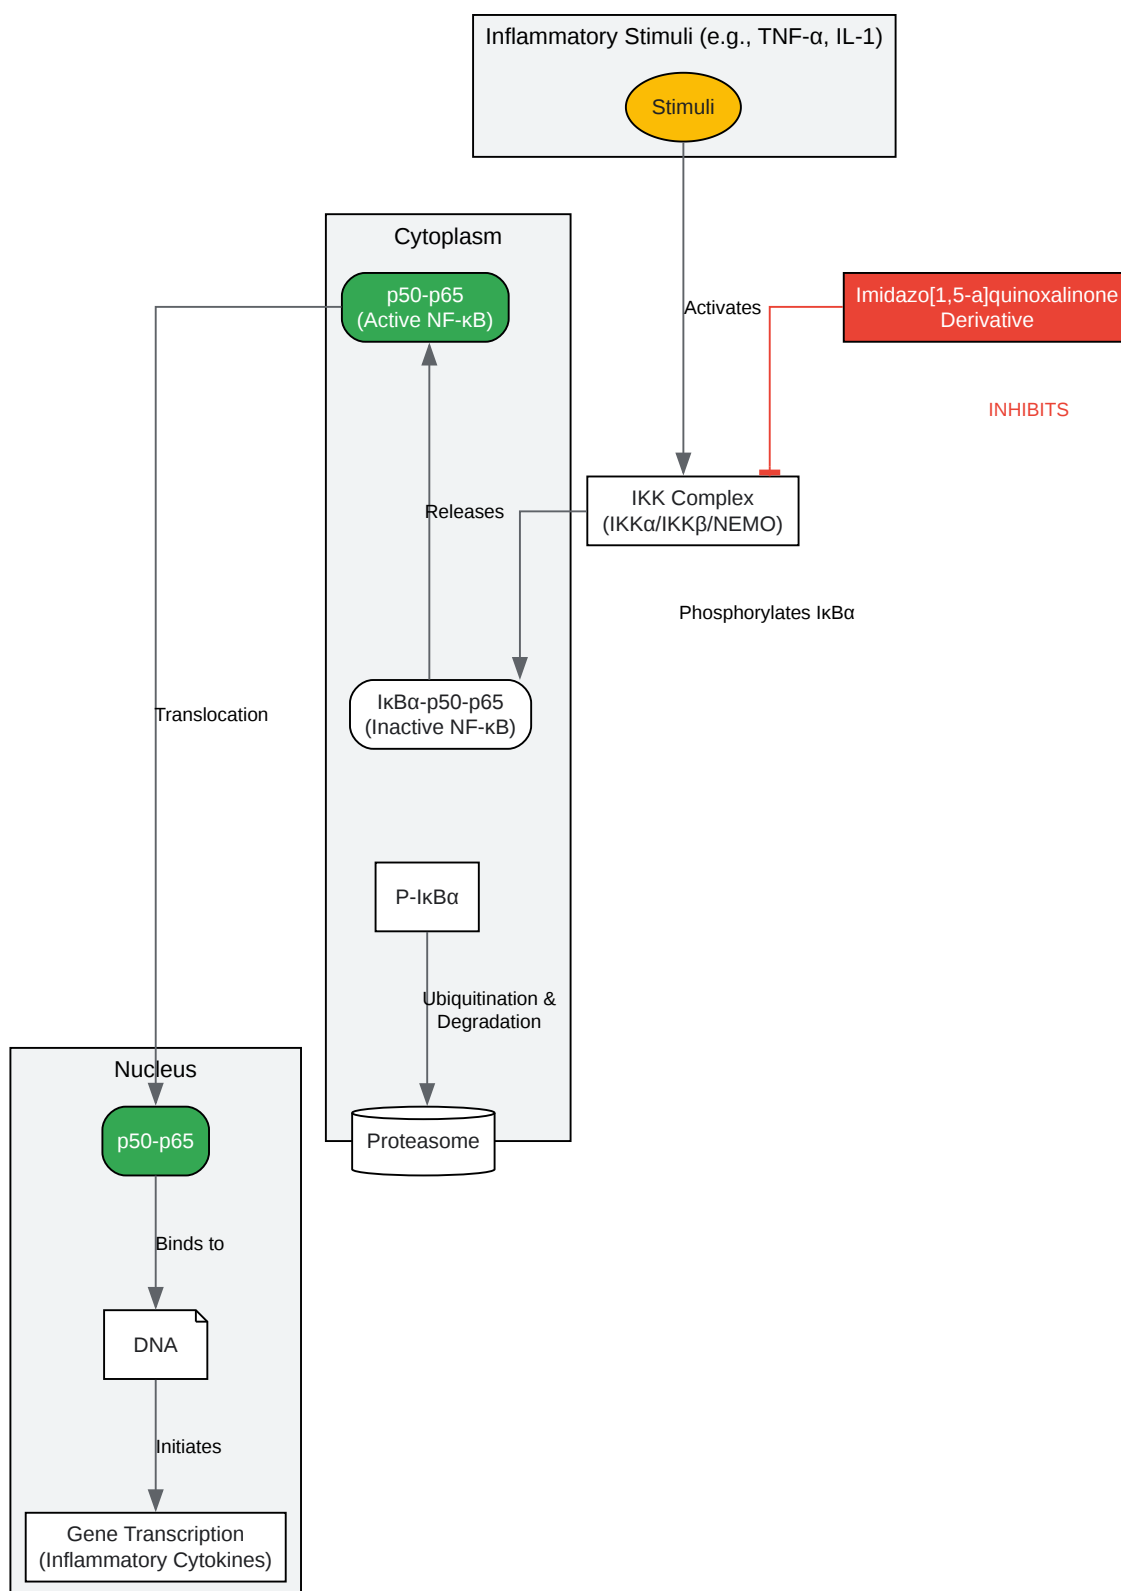 Inflammatory Stimuli (e.g., TNF-α, IL-1)
Stimuli
Cytoplasm
p50-p65
(Active NF-κB)
Activates
Imidazo[1,5-a]quinoxalinone
Derivative
INHIBITS
Releases
IKK Complex
(IKKα/IKKβ/NEMO)
Phosphorylates IκBα
IκBα-p50-p65
(Inactive NF-κB)
Translocation
P-IκBα
Ubiquitination &
Degradation
Nucleus
p50-p65
Proteasome
Binds to
DNA
Initiates
Gene Transcription
(Inflammatory Cytokines)